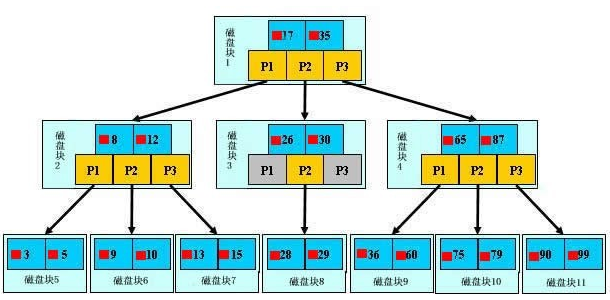 磁盘块1
17 35
P1 P2 P3
磁盘块2
8 12
P1 P2 P3
磁盘块3
26 30
P1 P2 P3
磁盘块4
65 87
P1 P2 P3
3 5
磁盘块5
9 10
磁盘块6
13 15
磁盘块7
28 29
磁盘块8
36 60
磁盘块9
75 79
磁盘块10
90 99
磁盘块11